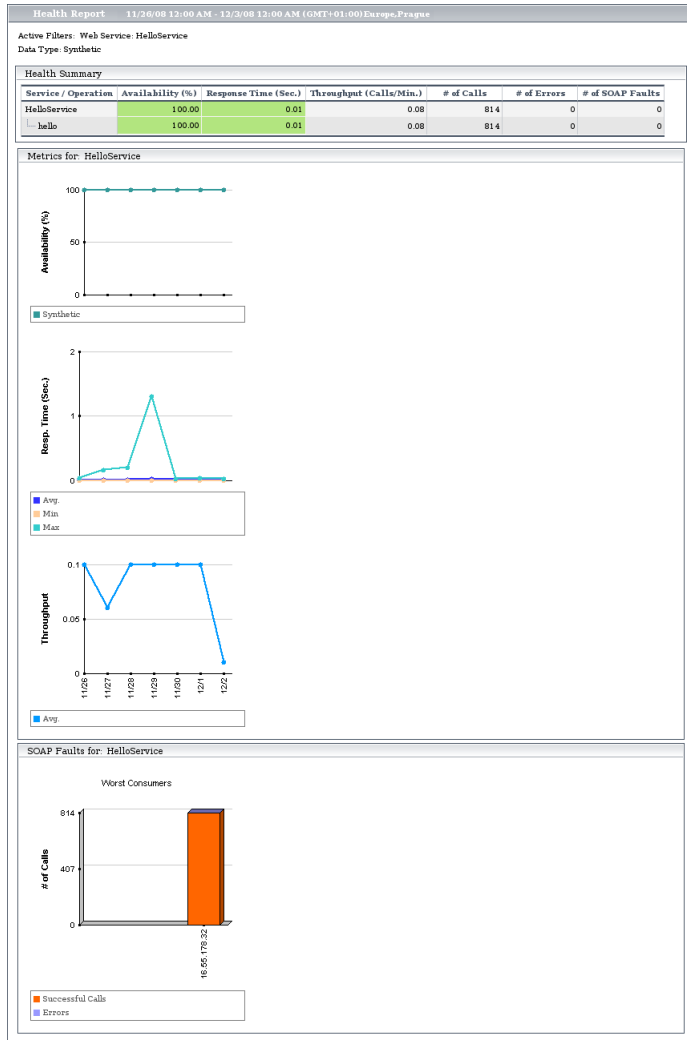 Health Report 11/26/08 12:00 AM - 12/3/08 12:00 AM (GMT+01:00)Europe,Prague
Active Filters: Web Service: HelloService
Data Type: Synthetic
Health Summary
Service / Operation Availability (%) Response Time (Sec.) Throughput (Calls/Min.) # of Calls # of Errors # of SOAP Faults
HelloService 100.00 0.01 0.08 814 0 0
hello 100.00 0.01 0.08 814 0 0
Metrics for: HelloService
Availability (%)
100
50
0
Synthetic
Resp. Time (Sec.)
2
1
0
Avg.
Min
Max
Throughput
0.1
0.05
0
11/26 11/27 11/28 11/29 11/30 12/1 12/2
Avg.
SOAP Faults for: HelloService
Worst Consumers
# of Calls
814
407
0
16.55.178.32
Successful Calls
Errors